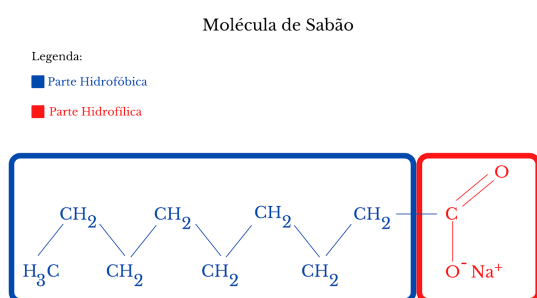 Molécula de Sabão
Legenda:
Parte Hidrofóbica
Parte Hidrofílica
O
CH2 CH2 CH2 CH2 C
H3C CH2 CH2 CH2 O- Na+